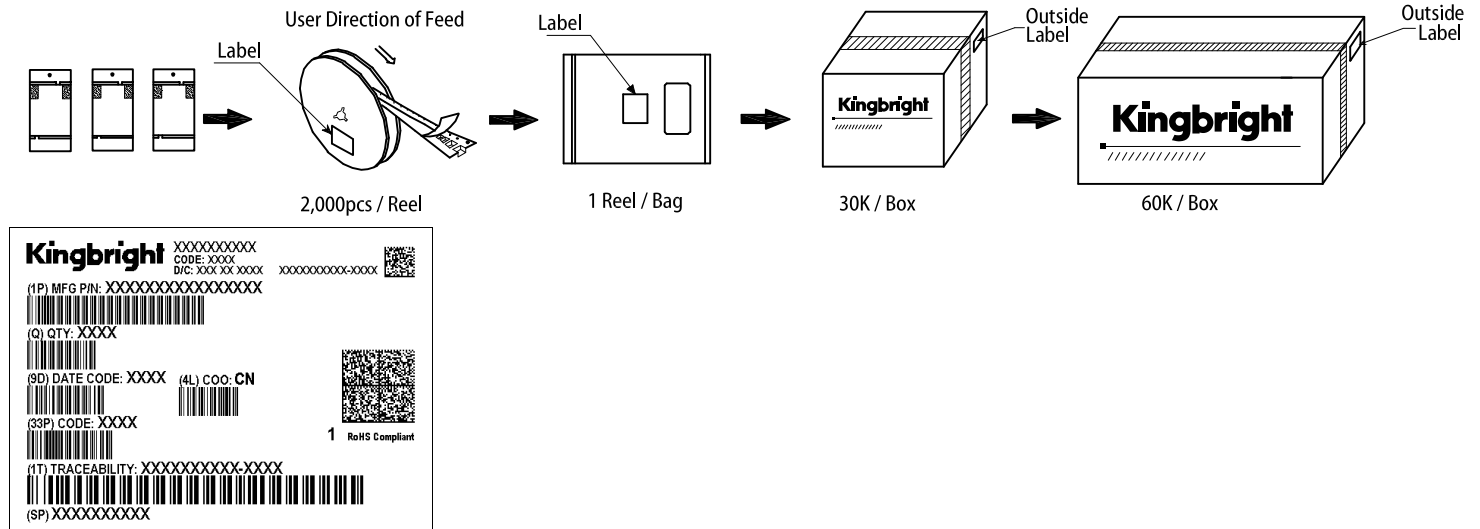 User Direction of Feed
Label
Label
Outside Label
Outside Label
Kingbright
Kingbright
2,000pcs / Reel
1 Reel / Bag
30K / Box
60K / Box
Kingbright
XXXXXXXXXX
CODE: XXXX
D/C: XXX XX XXXX XXXXXXXXXX-XXXX
(1P) MFG P/N: XXXXXXXXXXXXXXXX
(Q) QTY: XXXX
(9D) DATE CODE: XXXX (4L) COO: CN
(33P) CODE: XXXX
1 RoHS Compliant
(1T) TRACEABILITY: XXXXXXXXXX-XXXX
(SP) XXXXXXXXXX